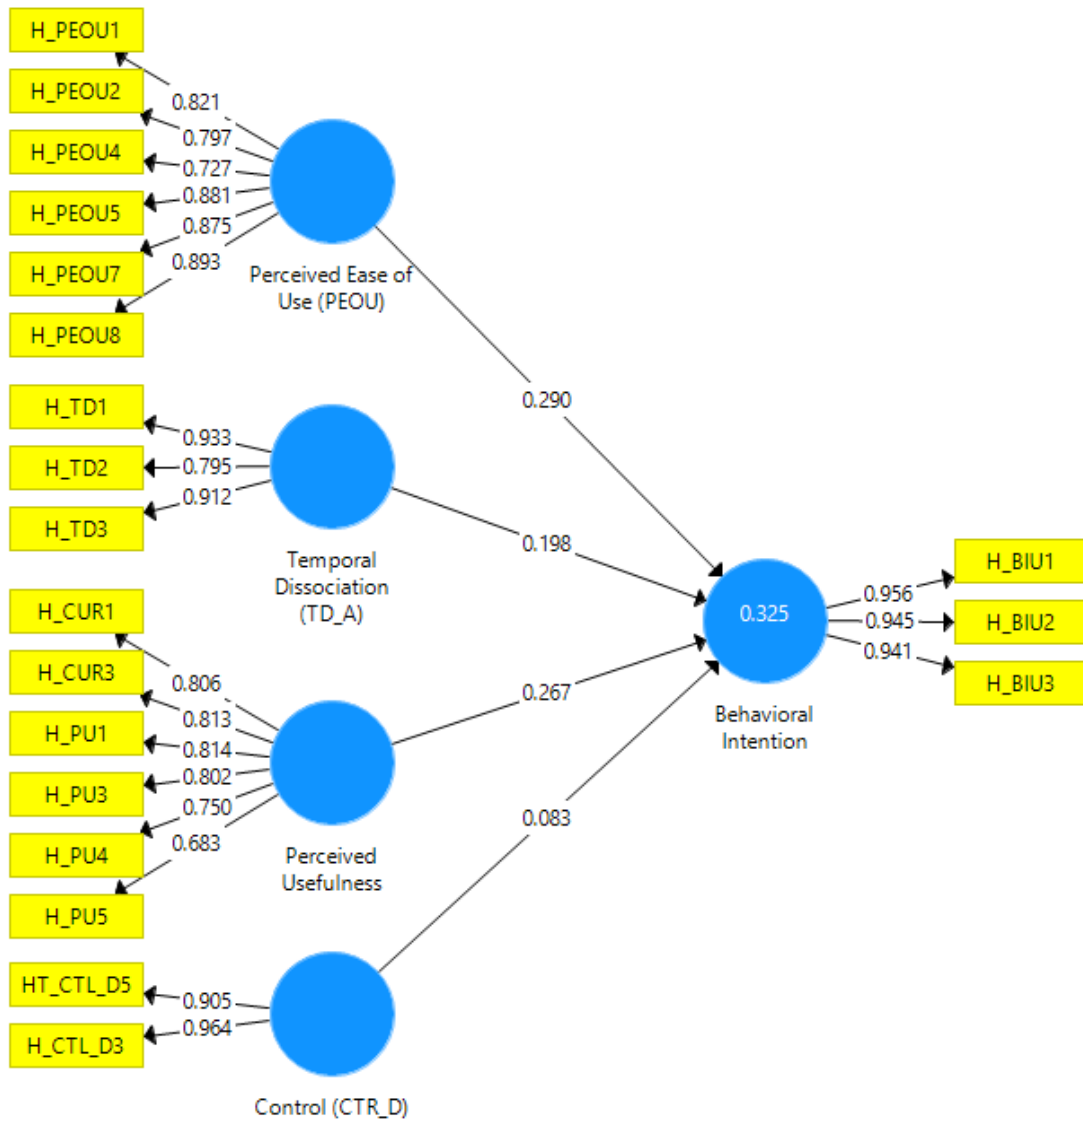 H_PEOU1
H_PEOU2
H_PEOU4
H_PEOU5
H_PEOU7
H_PEOU8
0.821
0.797
0.727
0.881
0.875
0.893
Perceived Ease of
Use (PEOU)
0.290
H_TD1
H_TD2
H_TD3
0.933
0.795
0.912
Temporal
Dissociation
(TD_A)
0.198
H_CUR1
H_CUR3
H_PU1
H_PU3
H_PU4
H_PU5
0.806
0.813
0.814
0.802
0.750
0.683
Perceived
Usefulness
0.267
HT_CTL_D5
H_CTL_D3
0.905
0.964
Control (CTR_D)
0.083
0.325
Behavioral
Intention
0.956
0.945
0.941
H_BIU1
H_BIU2
H_BIU3